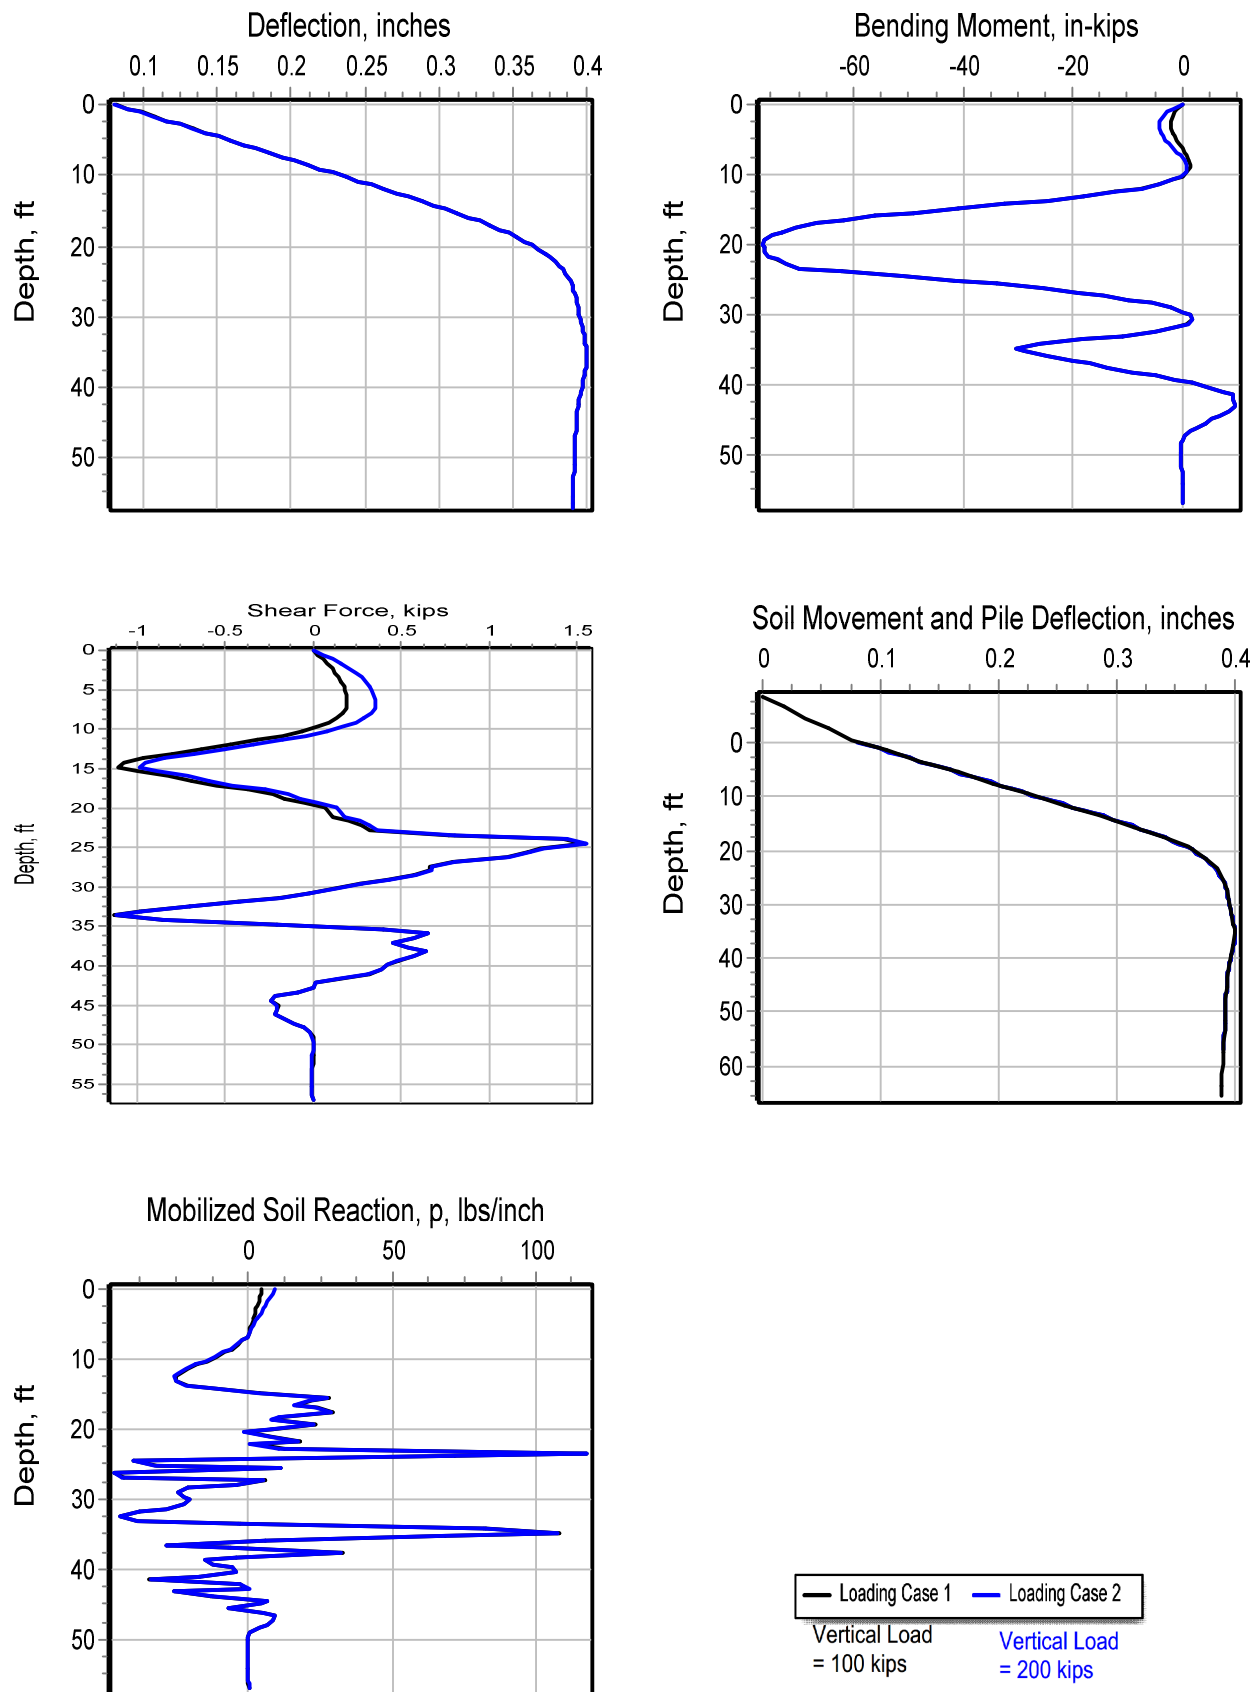 Deflection, inches
0.1 0.15 0.2 0.25 0.3 0.35 0.4
Depth, ft
0
10
20
30
40
50
Bending Moment, in-kips
-60 -40 -20 0
Depth, ft
0
10
20
30
40
50
Shear Force, kips
-1 -0.5 0 0.5 1 1.5
Depth, ft
0
5
10
15
20
25
30
35
40
45
50
55
Soil Movement and Pile Deflection, inches
0 0.1 0.2 0.3 0.4
Depth, ft
0
10
20
30
40
50
60
Mobilized Soil Reaction, p, lbs/inch
0 50 100
Depth, ft
0
10
20
30
40
50
Loading Case 1 Loading Case 2
Vertical Load
= 100 kips
Vertical Load
= 200 kips